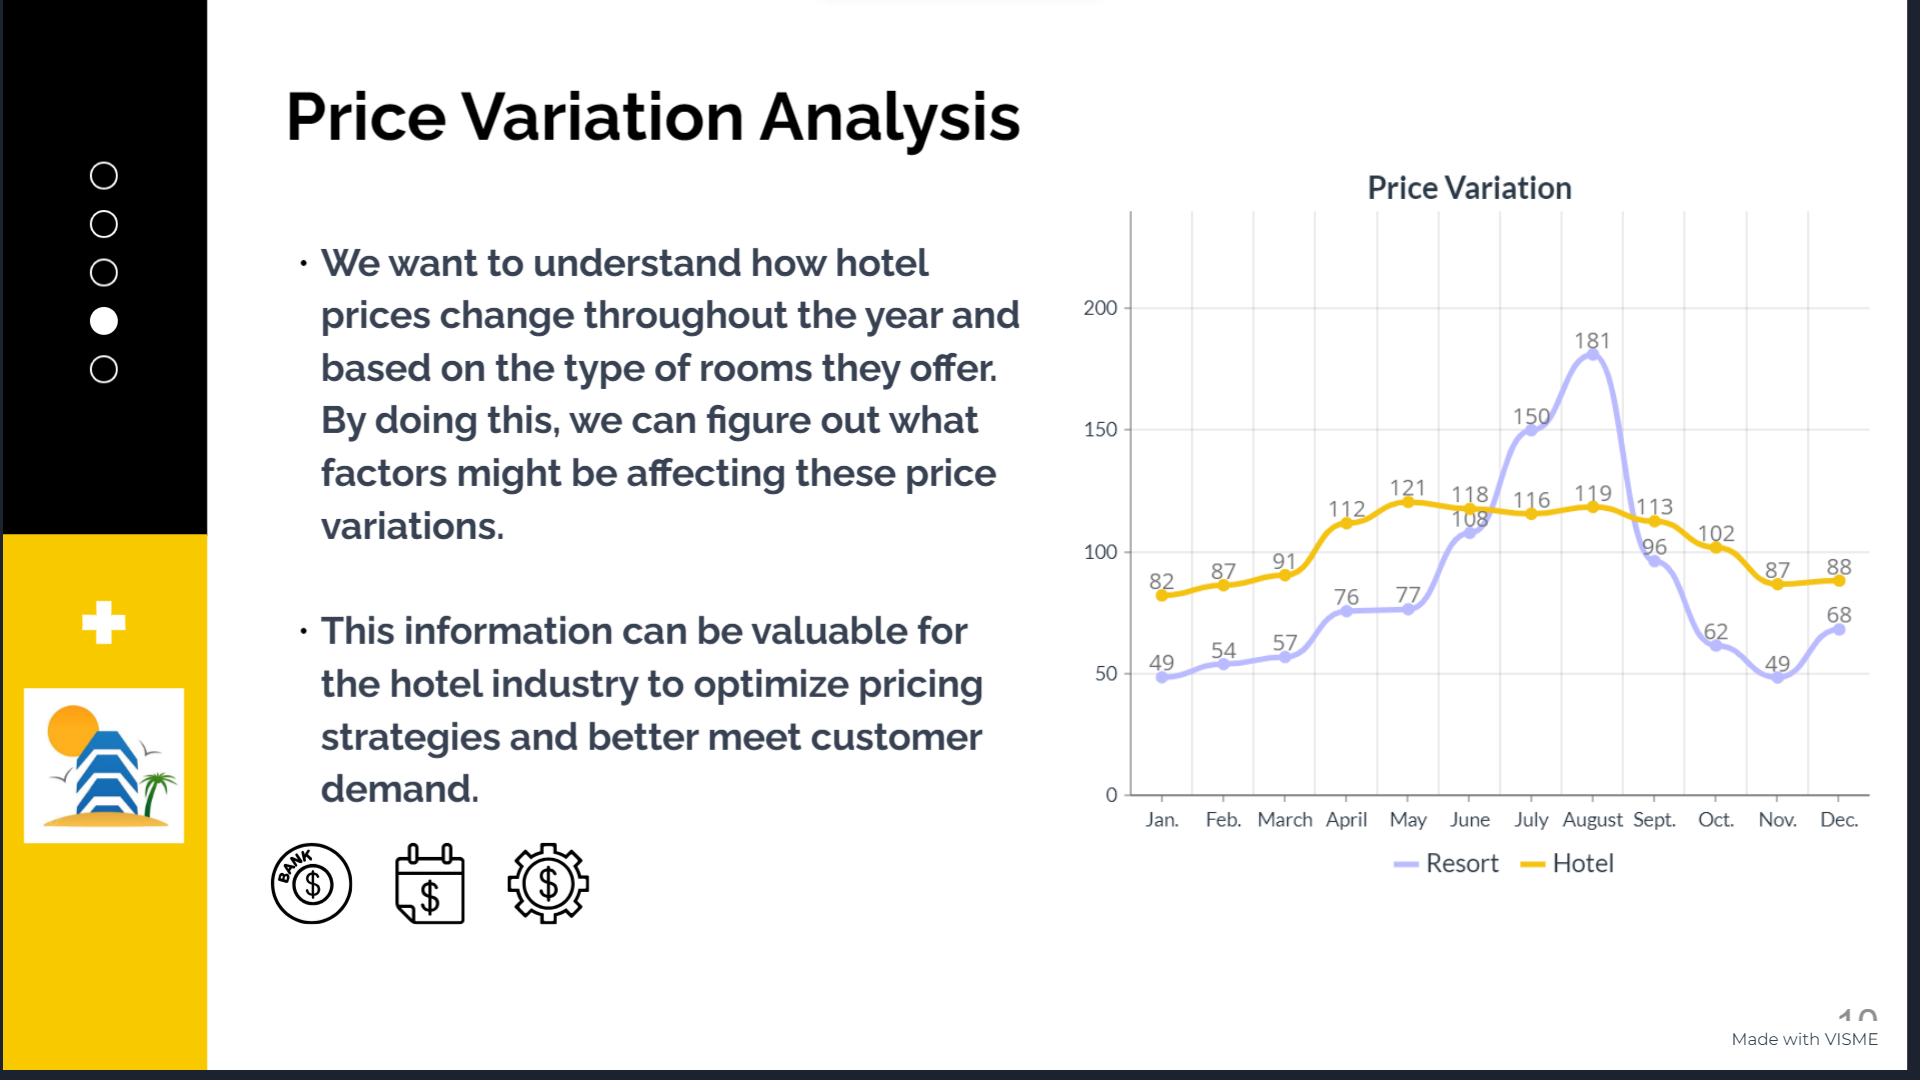 Price Variation Analysis
· We want to understand how hotel
prices change throughout the year and
based on the type of rooms they offer.
By doing this, we can figure out what
factors might be affecting these price
variations.
· This information can be valuable for
the hotel industry to optimize pricing
strategies and better meet customer
demand.
BANK
$
$
$
Price Variation
200
150
100
50
0
181
150
121
118
116
119
113
112
108
102
96
91
87
82
87
88
76
77
68
62
57
54
49
49
Jan. Feb. March April May June July August Sept. Oct. Nov. Dec.
Resort Hotel
Made with VISME